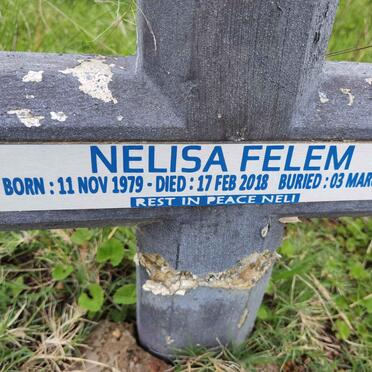 NELISA FELEM
BORN : 11 NOV 1979 - DIED : 17 FEB 2018 BURIED : 03 MAR
REST IN PEACE NELI